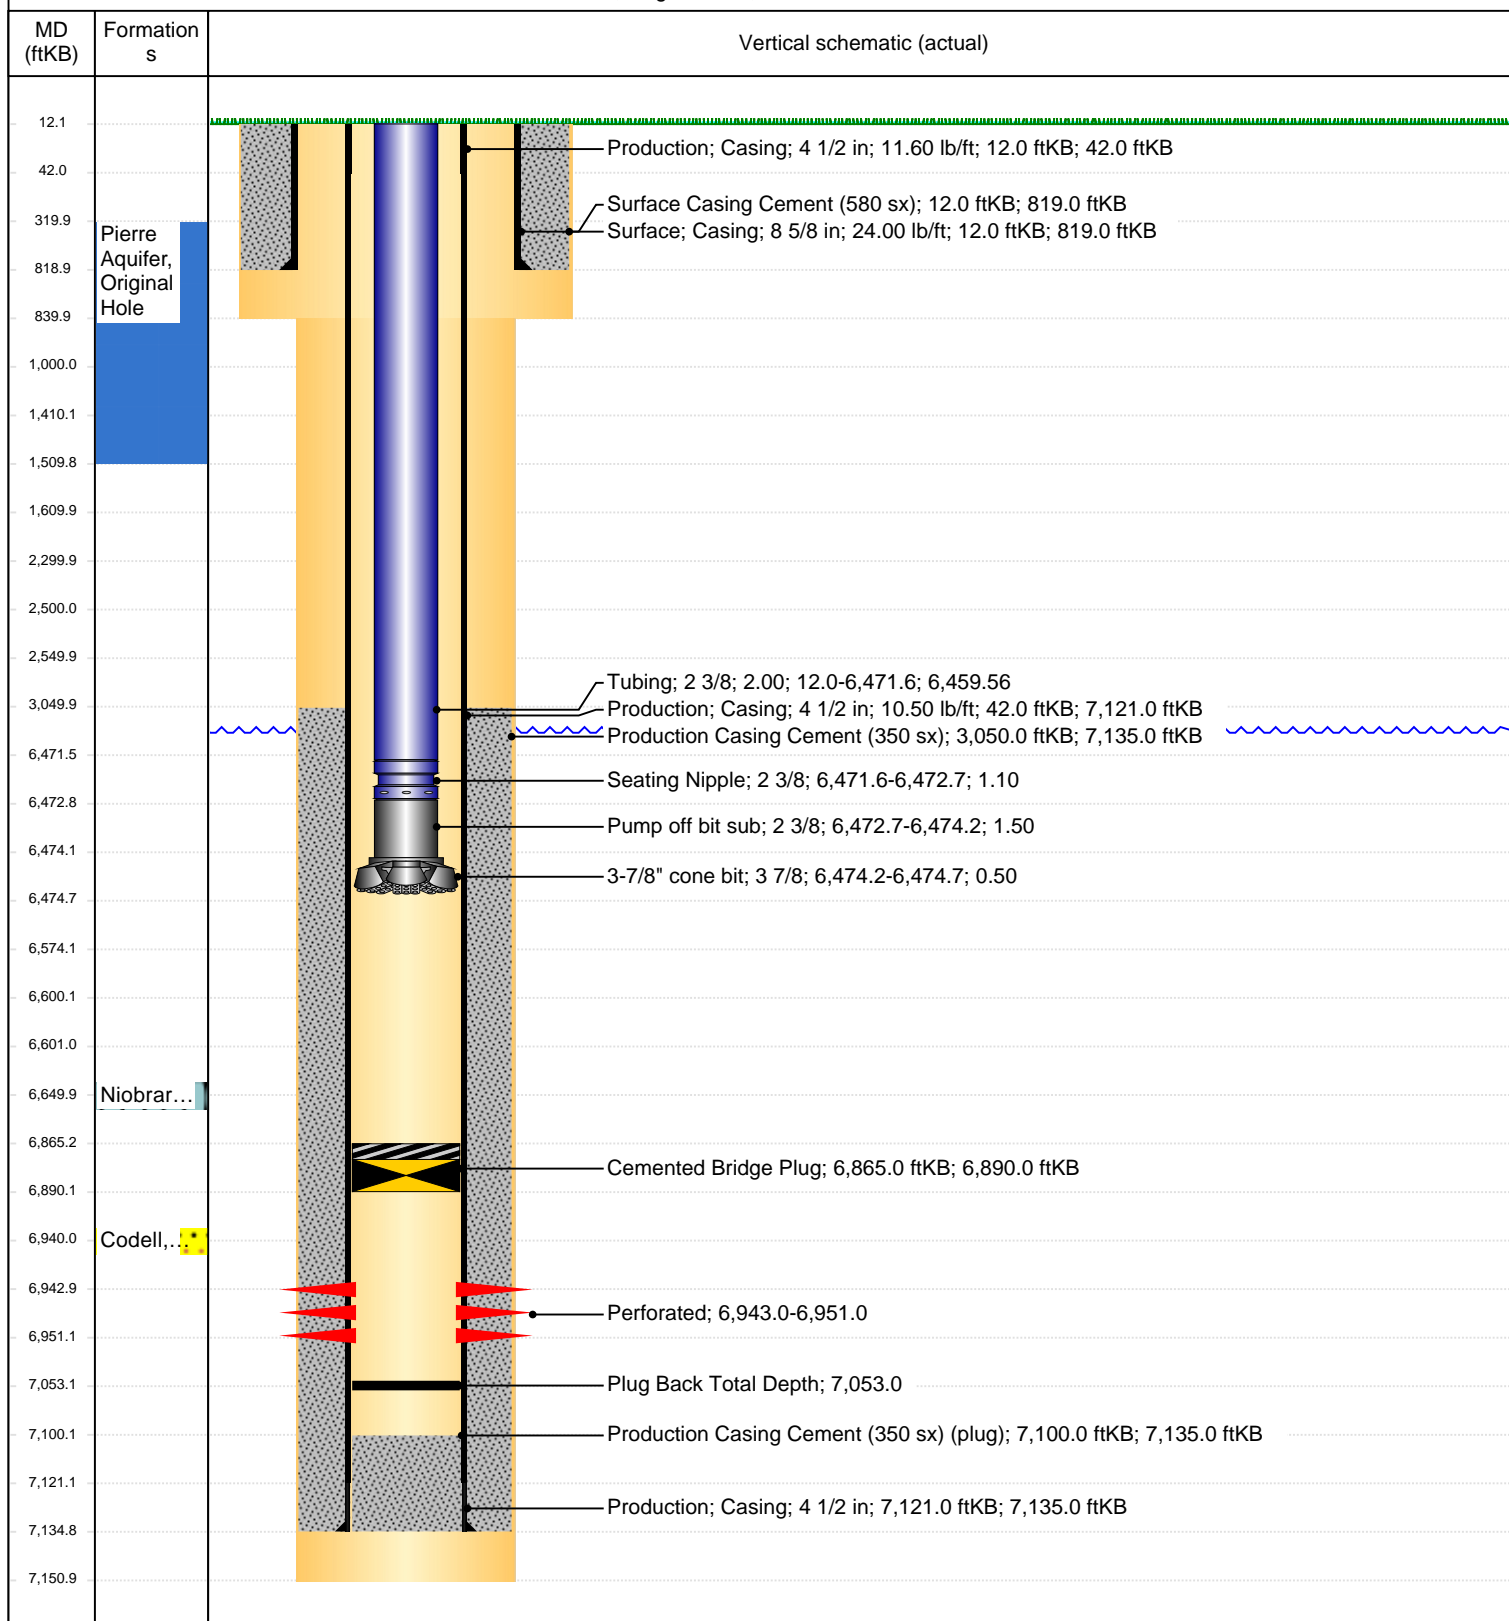 MD
(ftKB)
Formation
s
Vertical schematic (actual)
12.1
42.0
319.9
818.9
839.9
1,000.0
1,410.1
1,509.8
1,609.9
2,299.9
2,500.0
2,549.9
3,049.9
6,471.5
6,472.8
6,474.1
6,474.7
6,574.1
6,600.1
6,601.0
6,649.9
6,865.2
6,890.1
6,940.0
6,942.9
6,951.1
7,053.1
7,100.1
7,121.1
7,134.8
7,150.9
Pierre
Aquifer,
Original
Hole
Niobrar...
Codell,...
Production; Casing; 4 1/2 in; 11.60 lb/ft; 12.0 ftKB; 42.0 ftKB
Surface Casing Cement (580 sx); 12.0 ftKB; 819.0 ftKB
Surface; Casing; 8 5/8 in; 24.00 lb/ft; 12.0 ftKB; 819.0 ftKB
Tubing; 2 3/8; 2.00; 12.0-6,471.6; 6,459.56
Production; Casing; 4 1/2 in; 10.50 lb/ft; 42.0 ftKB; 7,121.0 ftKB
Production Casing Cement (350 sx); 3,050.0 ftKB; 7,135.0 ftKB
Seating Nipple; 2 3/8; 6,471.6-6,472.7; 1.10
Pump off bit sub; 2 3/8; 6,472.7-6,474.2; 1.50
3-7/8" cone bit; 3 7/8; 6,474.2-6,474.7; 0.50
Cemented Bridge Plug; 6,865.0 ftKB; 6,890.0 ftKB
Perforated; 6,943.0-6,951.0
Plug Back Total Depth; 7,053.0
Production Casing Cement (350 sx) (plug); 7,100.0 ftKB; 7,135.0 ftKB
Production; Casing; 4 1/2 in; 7,121.0 ftKB; 7,135.0 ftKB